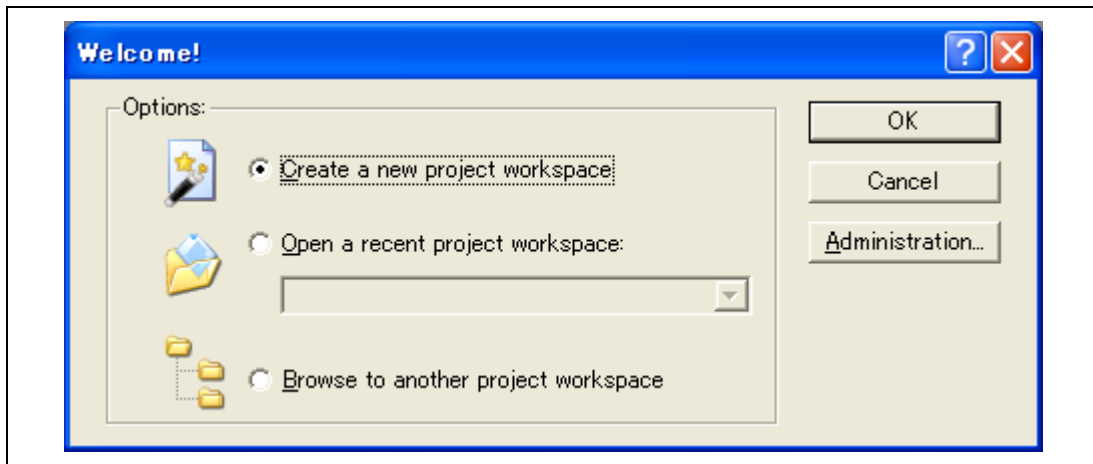 Welcome!
Options:
Create a new project workspace
Open a recent project workspace:
Browse to another project workspace
OK
Cancel
Administration...